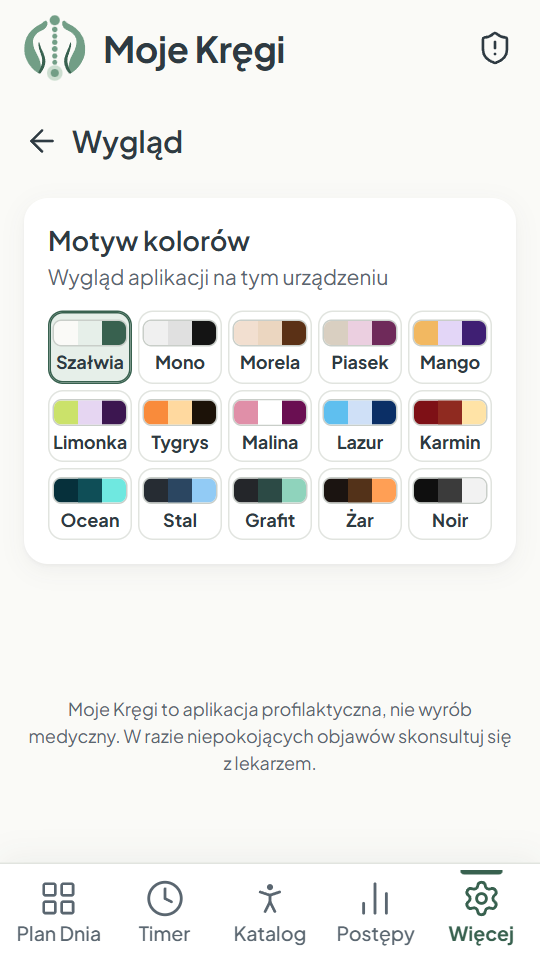 Moje Kręgi
Wygląd
Motyw kolorów
Wygląd aplikacji na tym urządzeniu
Szałwia Mono Morela Piasek Mango
Limonka Tygrys Malina Lazur Karmin
Ocean Stal Grafit Żar Noir
Moje Kręgi to aplikacja profilaktyczna, nie wyrób
medyczny. W razie niepokojących objawów skonsultuj się
z lekarzem.
Plan Dnia Timer Katalog Postępy Więcej